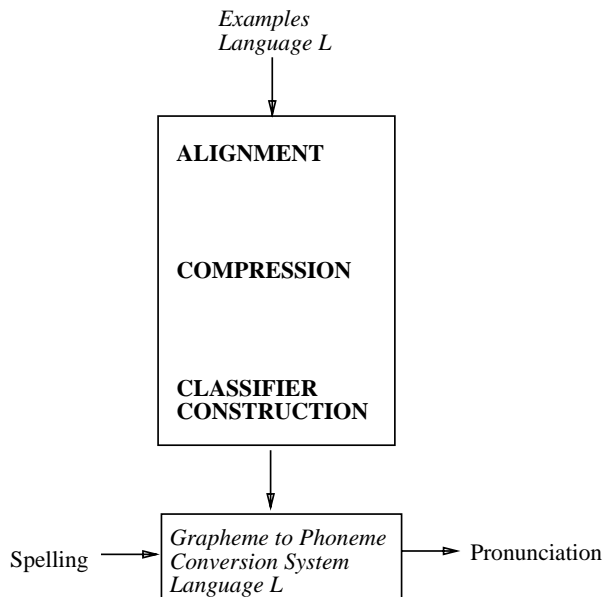 Examples
Language L
ALIGNMENT
COMPRESSION
CLASSIFIER
CONSTRUCTION
Spelling
Grapheme to Phoneme
Conversion System
Language L
Pronunciation